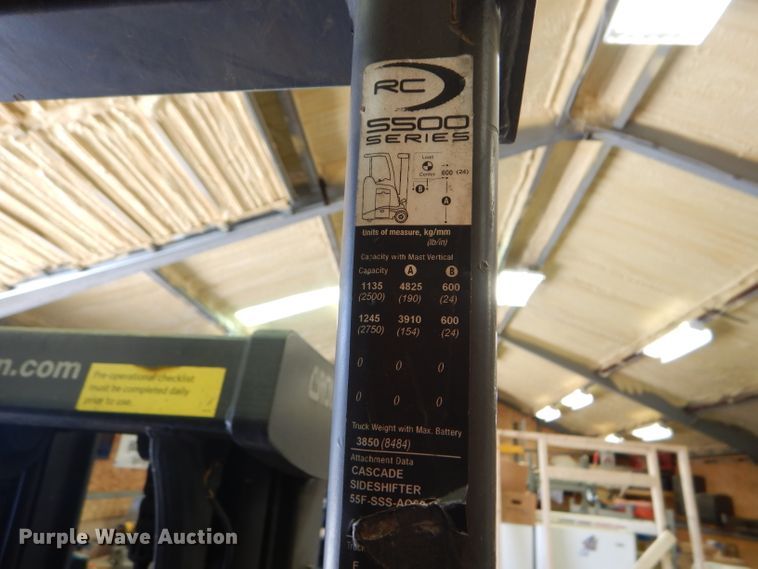 RC
5500
SERIES
Load
Center
600 (24)
B
A
Units of measure, kg/mm
(lb/in)
Capacity with Mast Vertical
Capacity A B
1135 4825 600
(2500) (190) (24)
1245 3910 600
(2750) (154) (24)
0 0 0
0 0 0
Truck Weight with Max. Battery
3850 (8484)
Attachment Data
CASCADE
SIDESHIFTER
55F-SSS-
n.com
Pre-operational checklist
must be completed daily
prior to use.
Purple Wave Auction